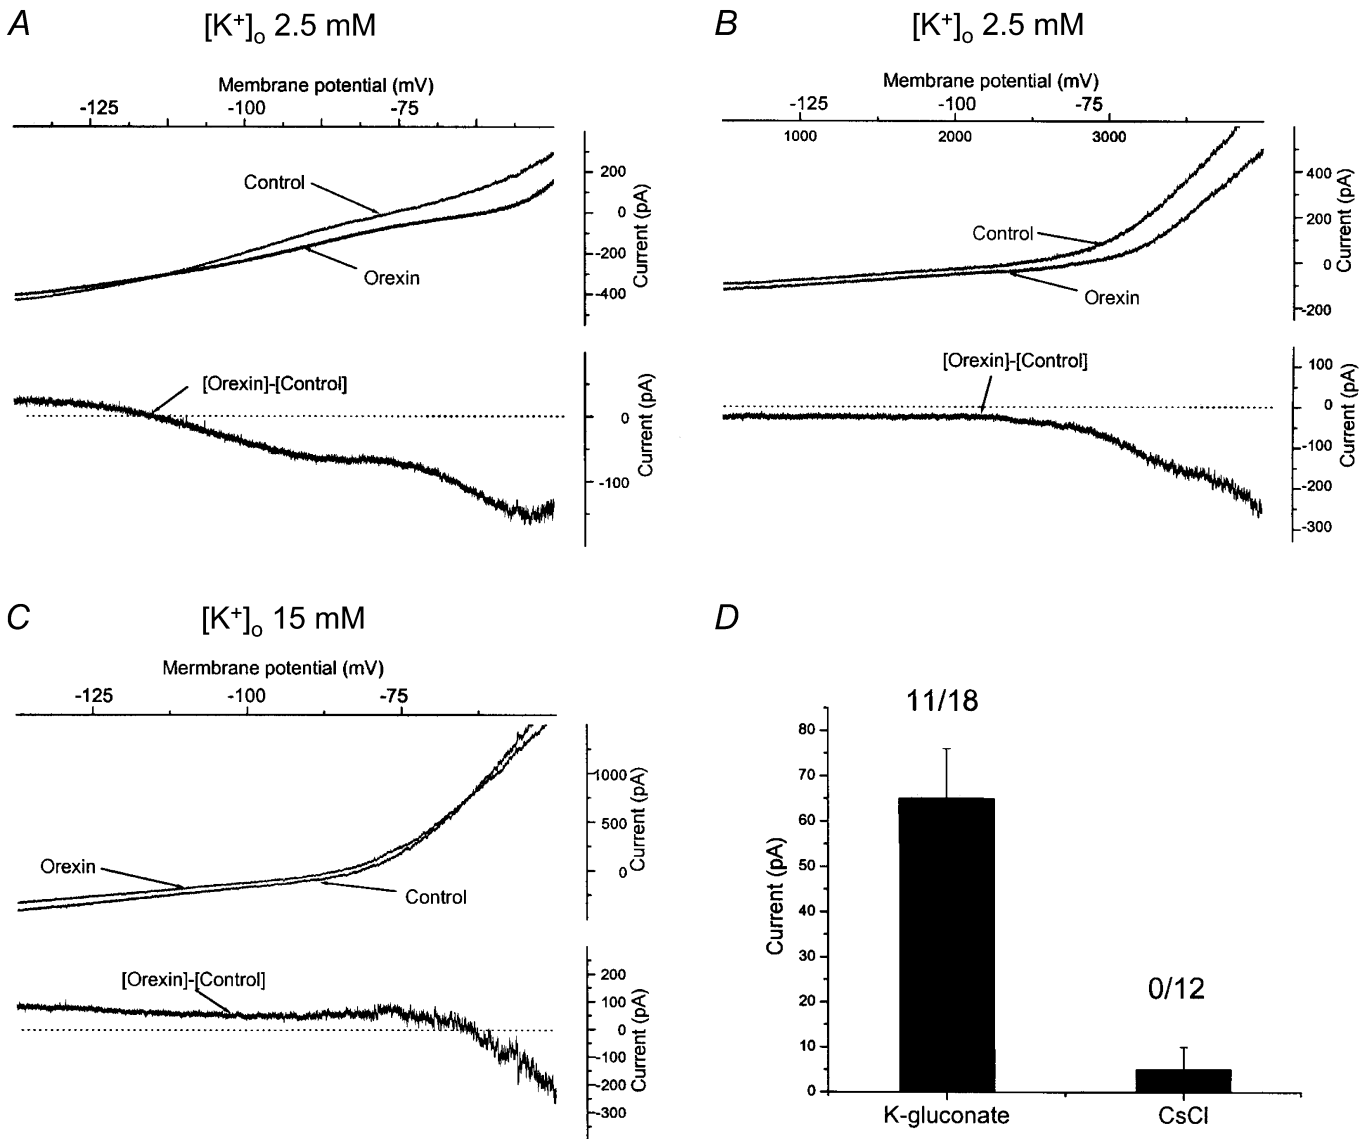 A
[K+]o 2.5 mM
Membrane potential (mV)
-125 -100 -75
Control
Orexin
200
0
-200
-400
Current (pA)
[Orexin]-[Control]
0
-100
Current (pA)
B
[K+]o 2.5 mM
Membrane potential (mV)
-125 -100 -75
1000 2000 3000
Control
Orexin
400
200
0
-200
Current (pA)
[Orexin]-[Control]
100
0
-100
-200
-300
Current (pA)
C
[K+]o 15 mM
Mermbrane potential (mV)
-125 -100 -75
Orexin
Control
1000
500
0
Current (pA)
[Orexin]-[Control]
200
100
0
-100
-200
-300
Current (pA)
D
11/18
0/12
80
70
60
50
40
30
20
10
0
Current (pA)
K-gluconate CsCl